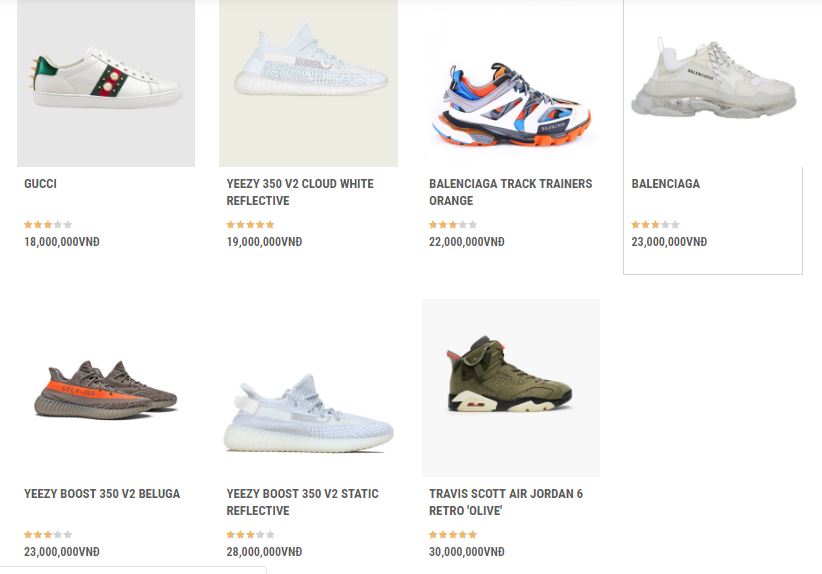 GUCCI
18,000,000VNĐ
YEEZY 350 V2 CLOUD WHITE
REFLECTIVE
19,000,000VNĐ
BALENCIAGA
BALENCIAGA TRACK TRAINERS
ORANGE
22,000,000VNĐ
BALENCIAGA
BALENCIAGA
23,000,000VNĐ
YEEZY BOOST 350 V2 BELUGA
23,000,000VNĐ
YEEZY BOOST 350 V2 STATIC
REFLECTIVE
28,000,000VNĐ
TRAVIS SCOTT AIR JORDAN 6
RETRO 'OLIVE'
30,000,000VNĐ